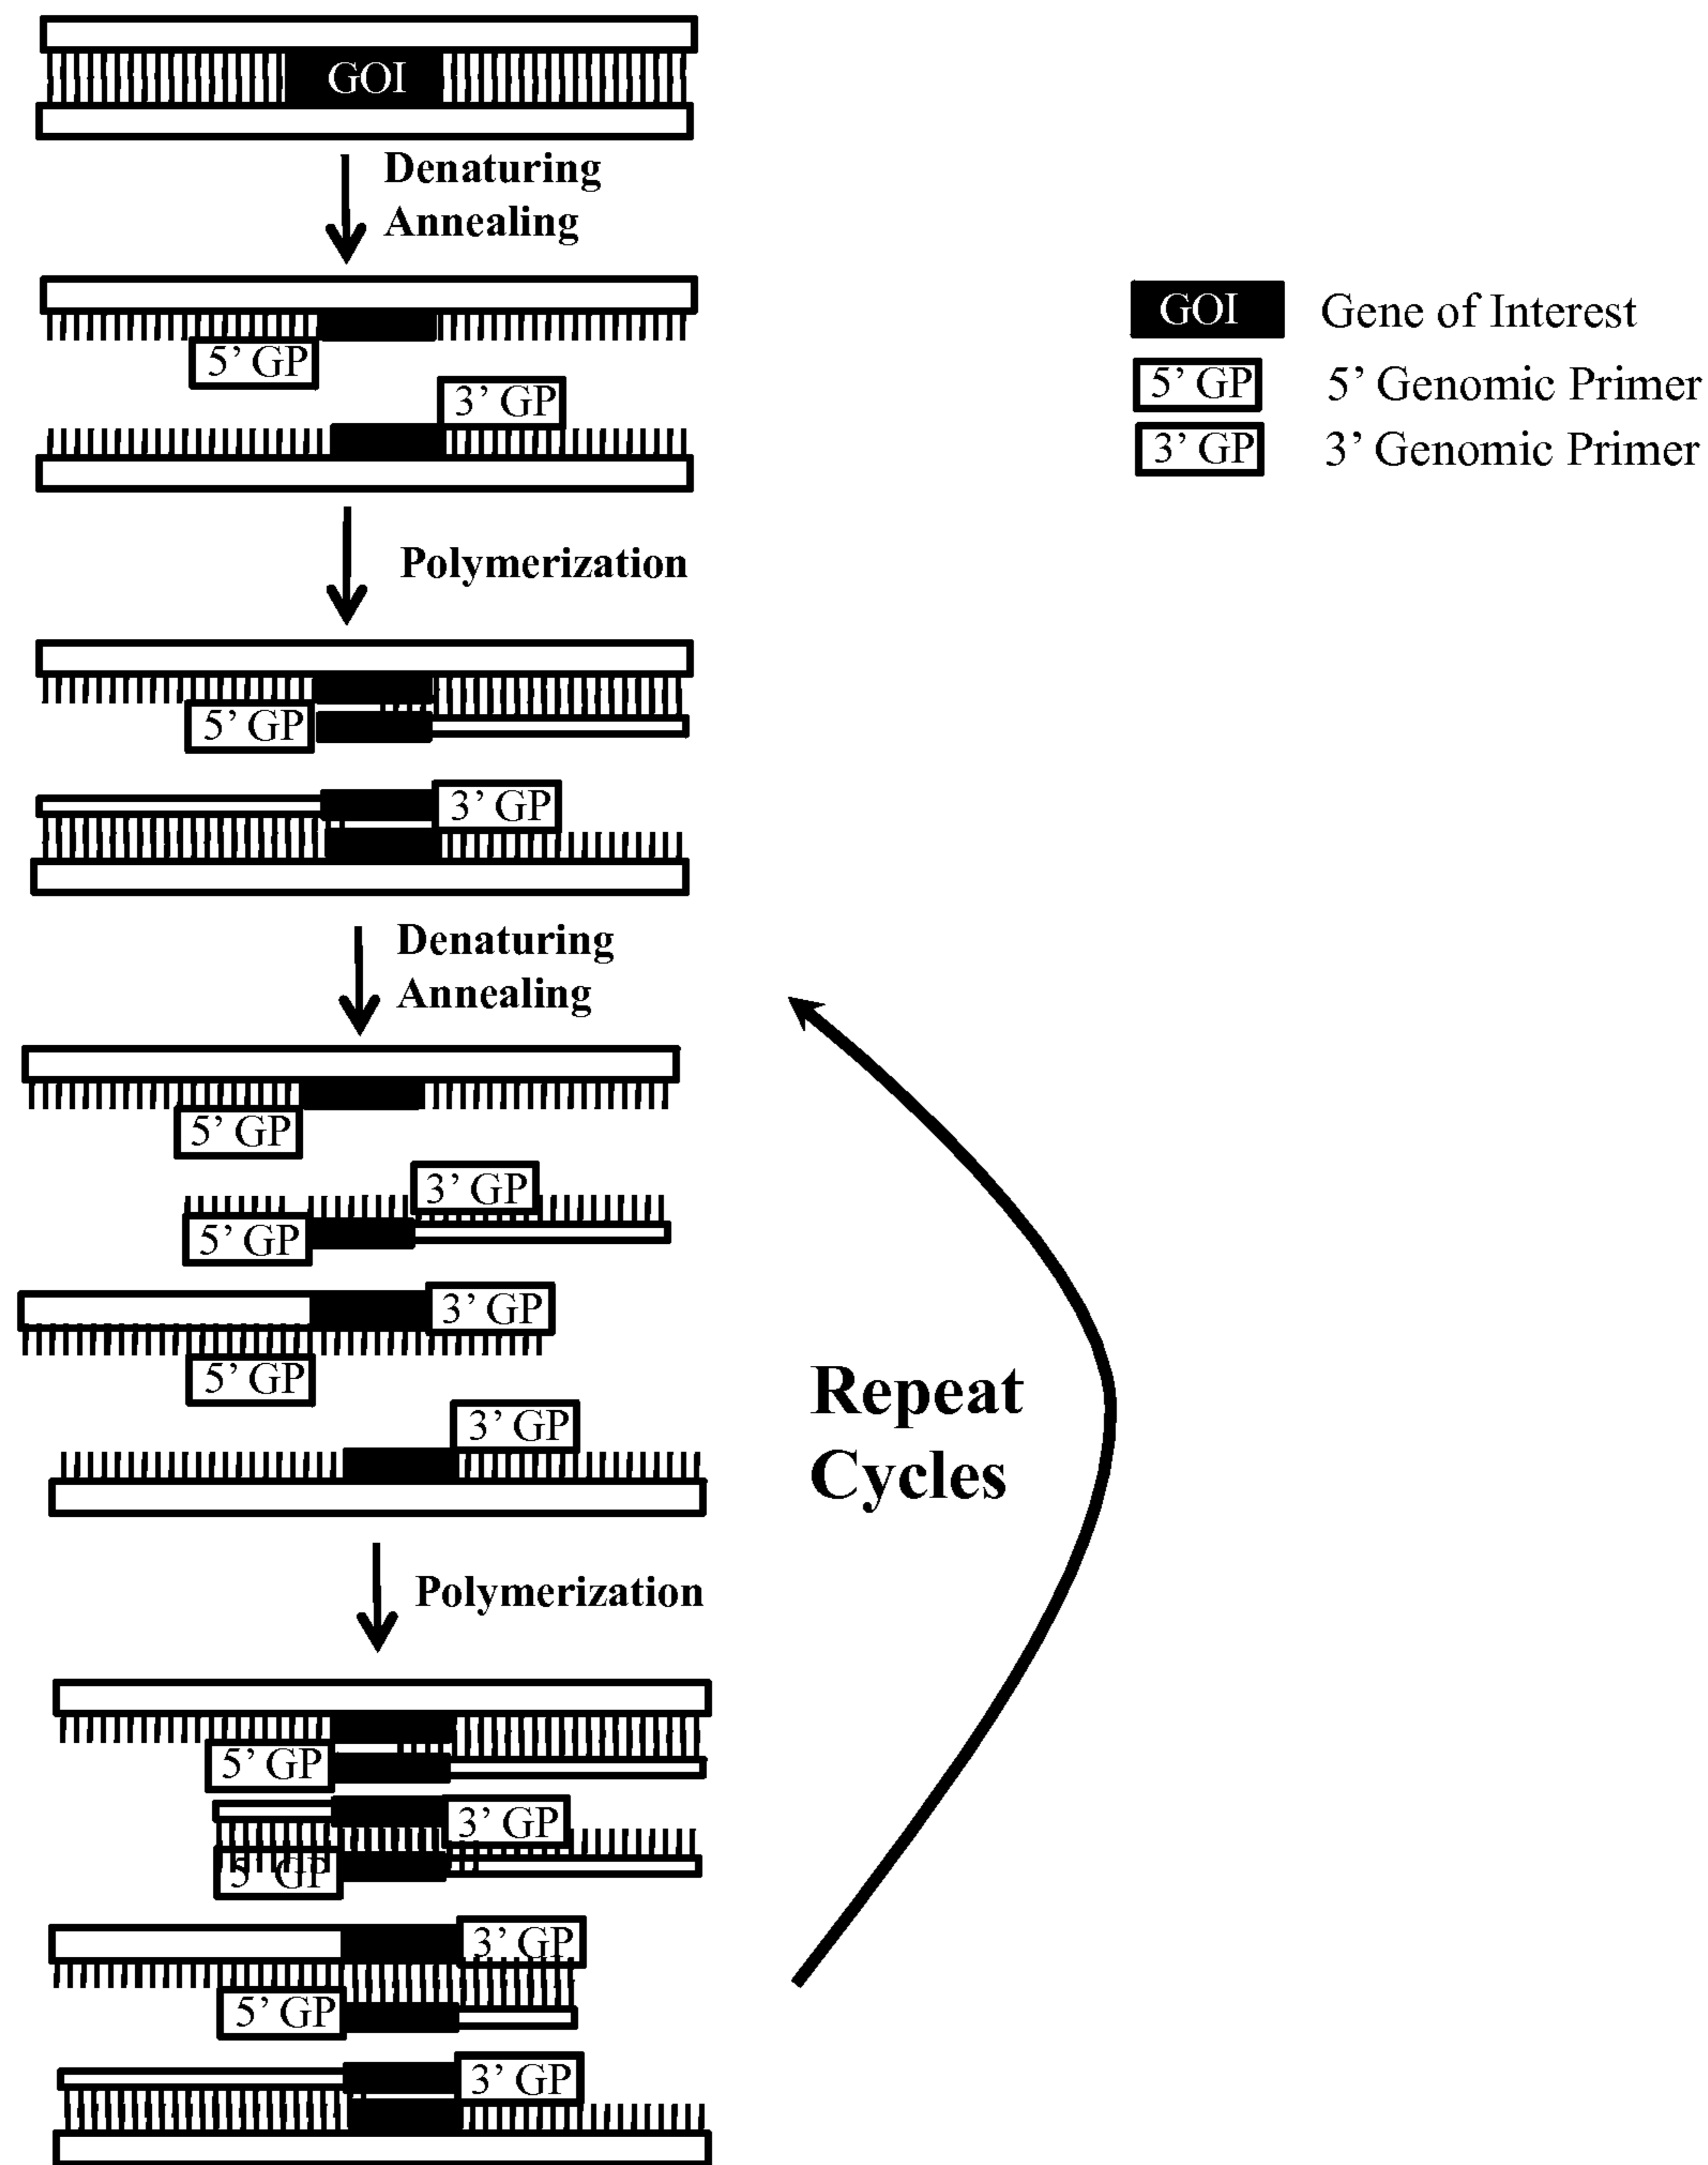 GOI
Denaturing
Annealing
5’ GP
3’ GP
GOI Gene of Interest
5’ GP 5’ Genomic Primer
3’ GP 3’ Genomic Primer
Polymerization
5’ GP
3’ GP
Denaturing
Annealing
5’ GP
3’ GP
5’ GP
3’ GP
5’ GP
3’ GP
Repeat
Cycles
Polymerization
5’ GP
3’ GP
5’ GP
3’ GP
5’ GP
3’ GP